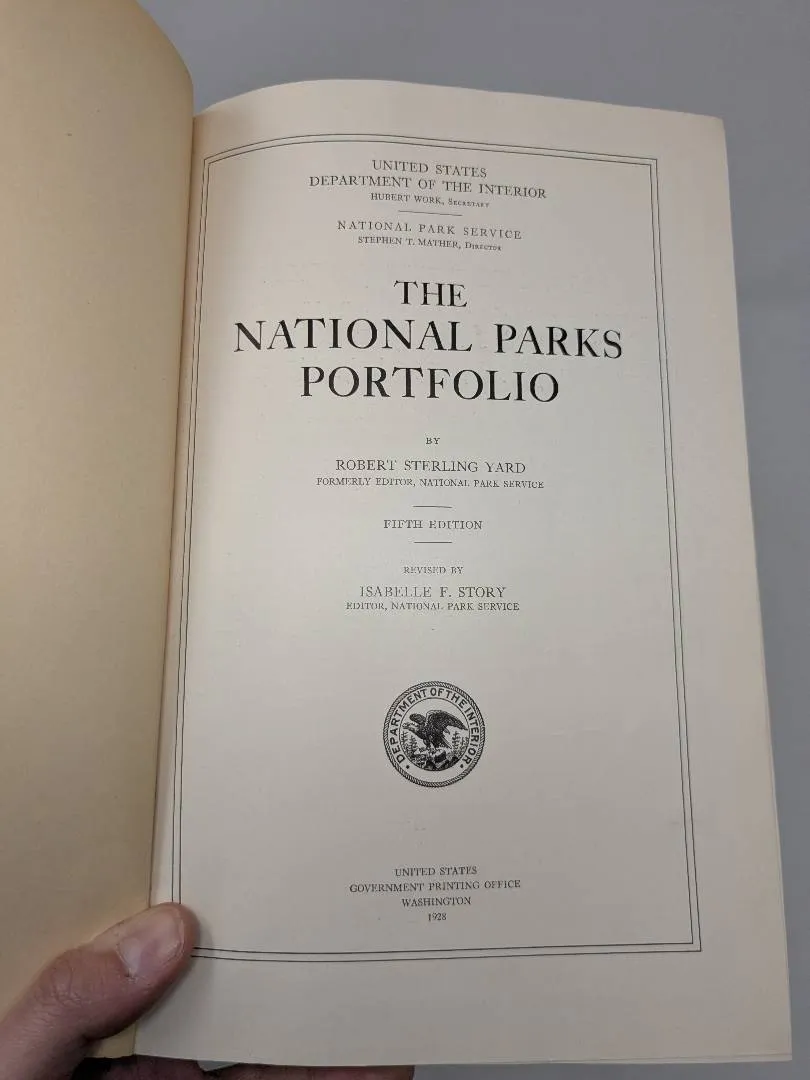 UNITED STATES
DEPARTMENT OF THE INTERIOR
HUBERT WORK, SECRETARY
NATIONAL PARK SERVICE
STEPHEN T. MATHER, DIRECTOR
THE
NATIONAL PARKS
PORTFOLIO
BY
ROBERT STERLING YARD
FORMERLY EDITOR, NATIONAL PARK SERVICE
FIFTH EDITION
REVISED BY
ISABELLE F. STORY
EDITOR, NATIONAL PARK SERVICE
DEPARTMENT OF THE INTERIOR
UNITED STATES
GOVERNMENT PRINTING OFFICE
WASHINGTON
1928